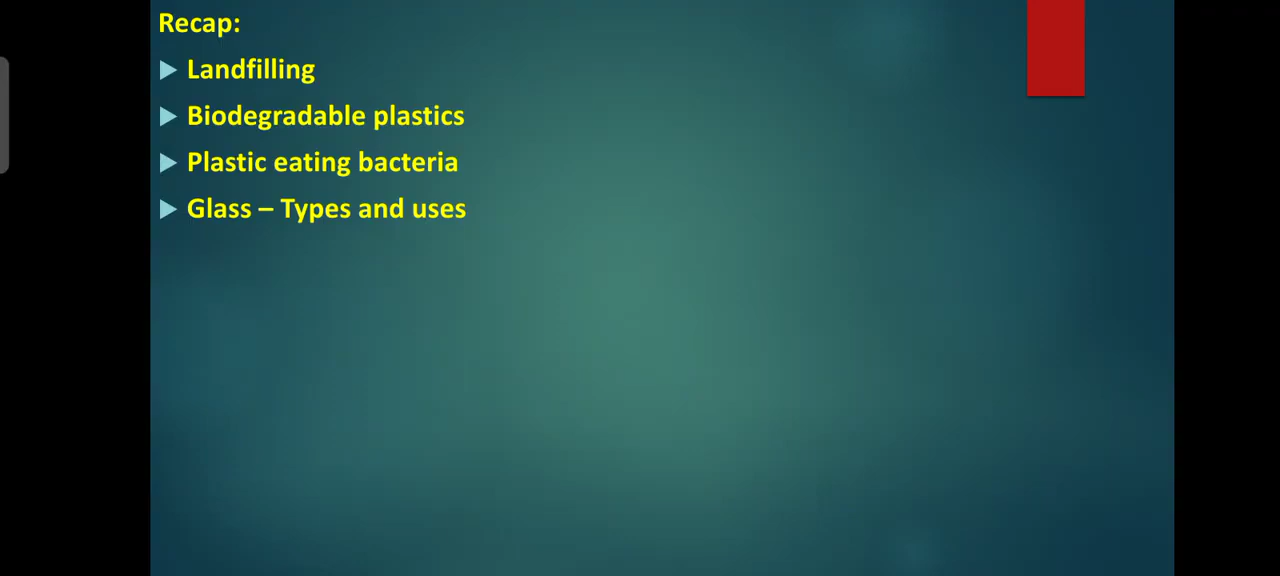 Recap:
Landfilling
Biodegradable plastics
Plastic eating bacteria
Glass – Types and uses